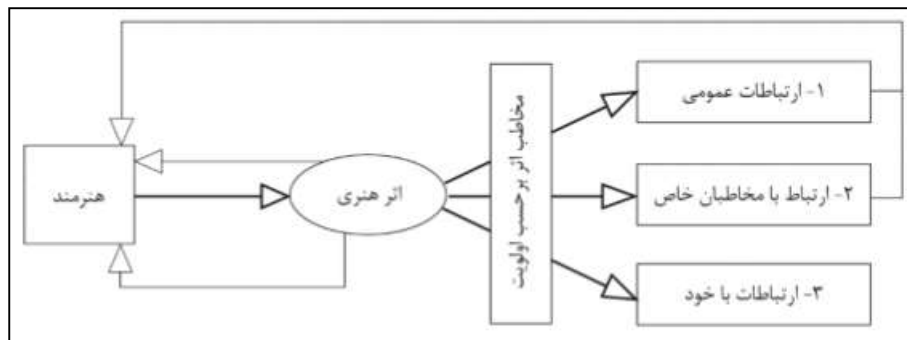 ۱- ارتباطات عمومی
مخاطب اثر برحسب اولویت
هنرمند
اثر هنری
۲- ارتباط با مخاطبان خاص
۳- ارتباطات با خود